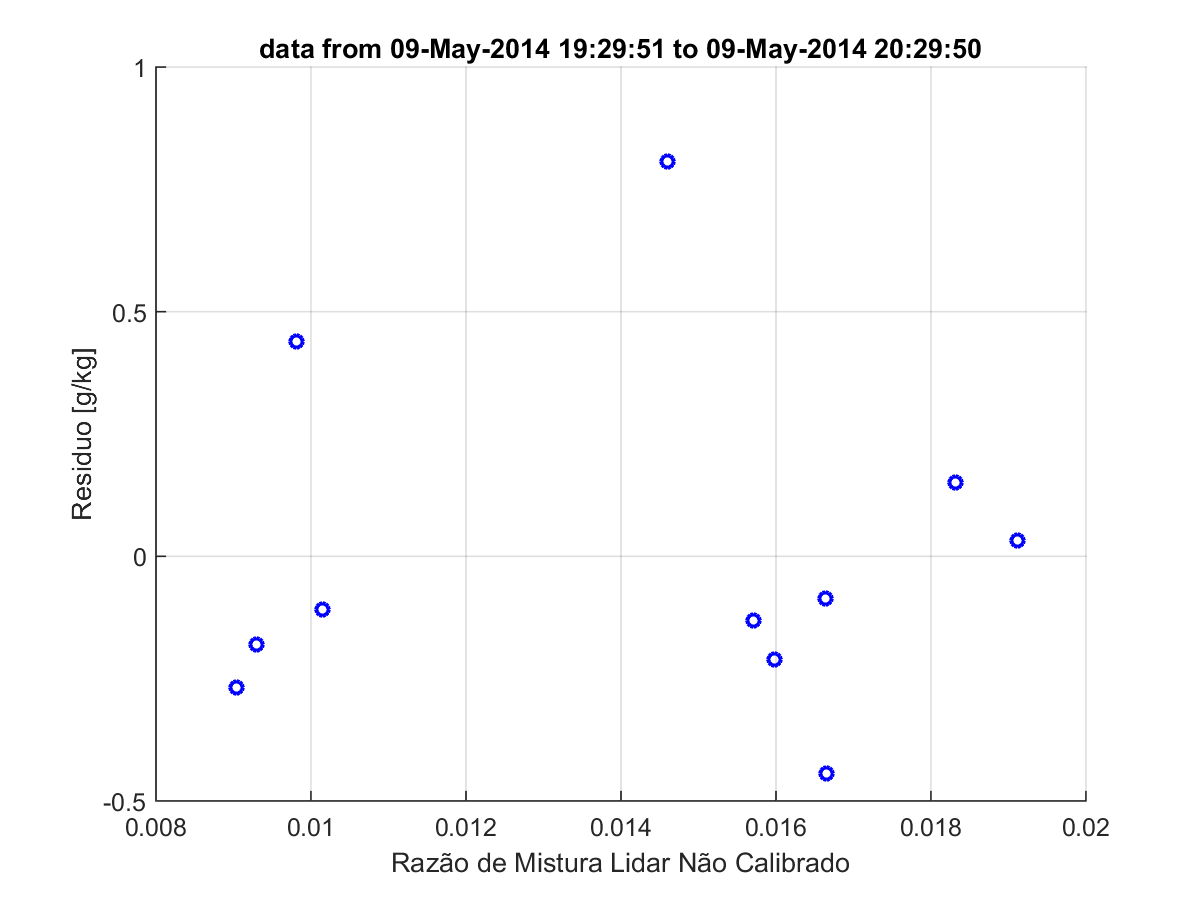 data from 09-May-2014 19:29:51 to 09-May-2014 20:29:50
1
0.5
0
-0.5
Residuo [g/kg]
0.008 0.01 0.012 0.014 0.016 0.018 0.02
Razão de Mistura Lidar Não Calibrado